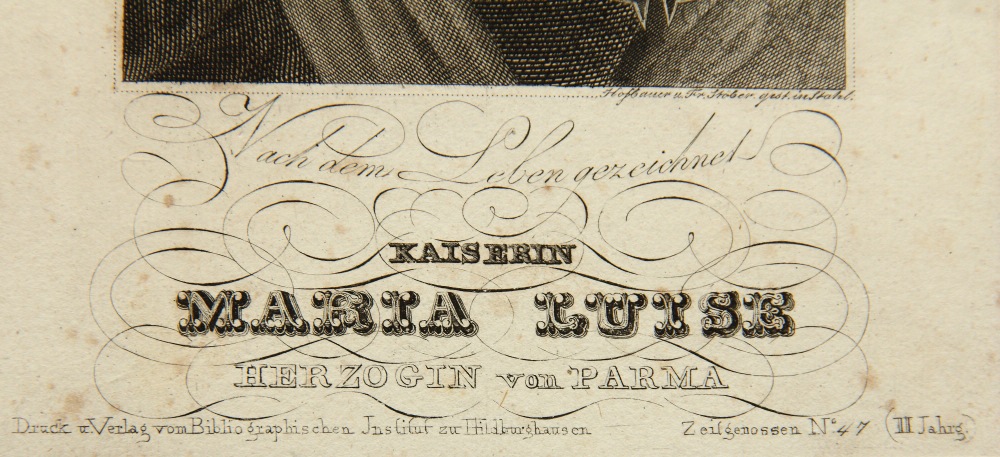 Hofbauer u. Fr. Stöber gest. in Stahl.
Nach dem Leben gezeichnet
KAISERIN
MARIA LUISE
HERZOGIN von PARMA
Druck u. Verlag vom Bibliographischen Institut zu Hildburghausen
Zeitgenossen No. 47 (II Jahrg.)